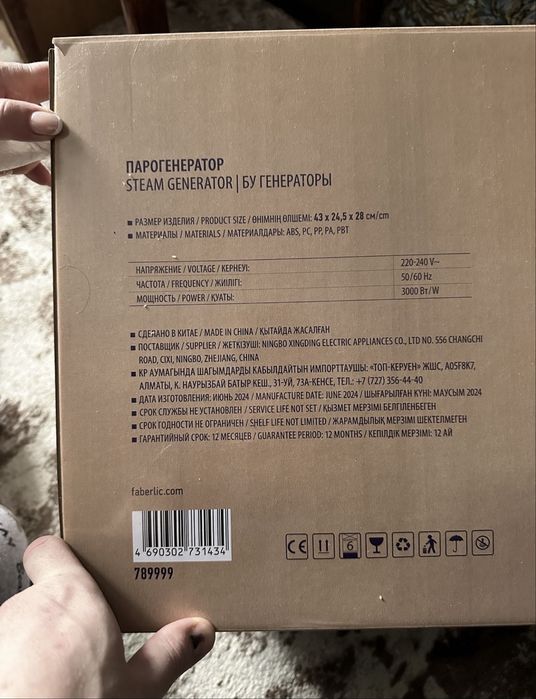 ПАРОГЕНЕРАТОР
STEAM GENERATOR | БУ ГЕНЕРАТОРЫ
▪ РАЗМЕР ИЗДЕЛИЯ / PRODUCT SIZE / ӨНІМНІҢ ӨЛШЕМІ: 43 x 24,5 x 28 см/cm
▪ МАТЕРИАЛЫ / MATERIALS / МАТЕРИАЛДАРЫ: ABS, PC, PP, PA, PBT
НАПРЯЖЕНИЕ / VOLTAGE / КЕРНЕУІ: 220-240 V~
ЧАСТОТА / FREQUENCY / ЖИІЛІГІ: 50/60 Hz
МОЩНОСТЬ / POWER / ҚУАТЫ: 3000 Вт/W
▪ СДЕЛАНО В КИТАЕ / MADE IN CHINA / ҚЫТАЙДА ЖАСАЛҒАН
▪ ПОСТАВЩИК / SUPPLIER / ЖЕТКІЗУШІ: NINGBO XINGDING ELECTRIC APPLIANCES CO., LTD NO. 556 CHANGCHI
ROAD, CIXI, NINGBO, ZHEJIANG, CHINA
▪ ҚР АУМАҒЫНДА ШАҒЫМДАРДЫ ҚАБЫЛДАЙТЫН ИМПОРТТАУШЫ: «ТОП-КЕРУЕН» ЖШС, A05F8K7,
АЛМАТЫ, К. НАУРЫЗБАЙ БАТЫР КЕШ., 31-УЙ, 73А-КЕНСЕ, ТЕЛ.: +7 (727) 356-44-40
▪ ДАТА ИЗГОТОВЛЕНИЯ: ИЮНЬ 2024 / MANUFACTURE DATE: JUNE 2024 / ШЫҒАРЫЛҒАН КҮНІ: МАУСЫМ 2024
▪ СРОК СЛУЖБЫ НЕ УСТАНОВЛЕН / SERVICE LIFE NOT SET / ҚЫЗМЕТ МЕРЗІМІ БЕЛГІЛЕНБЕГЕН
▪ СРОК ГОДНОСТИ НЕ ОГРАНИЧЕН / SHELF LIFE NOT LIMITED / ЖАРАМДЫЛЫҚ МЕРЗІМІ ШЕКТЕЛМЕГЕН
▪ ГАРАНТИЙНЫЙ СРОК: 12 МЕСЯЦЕВ / GUARANTEE PERIOD: 12 MONTHS / КЕПІЛДІК МЕРЗІМІ: 12 АЙ
faberlic.com
4 690302 731434
CE 6
789999